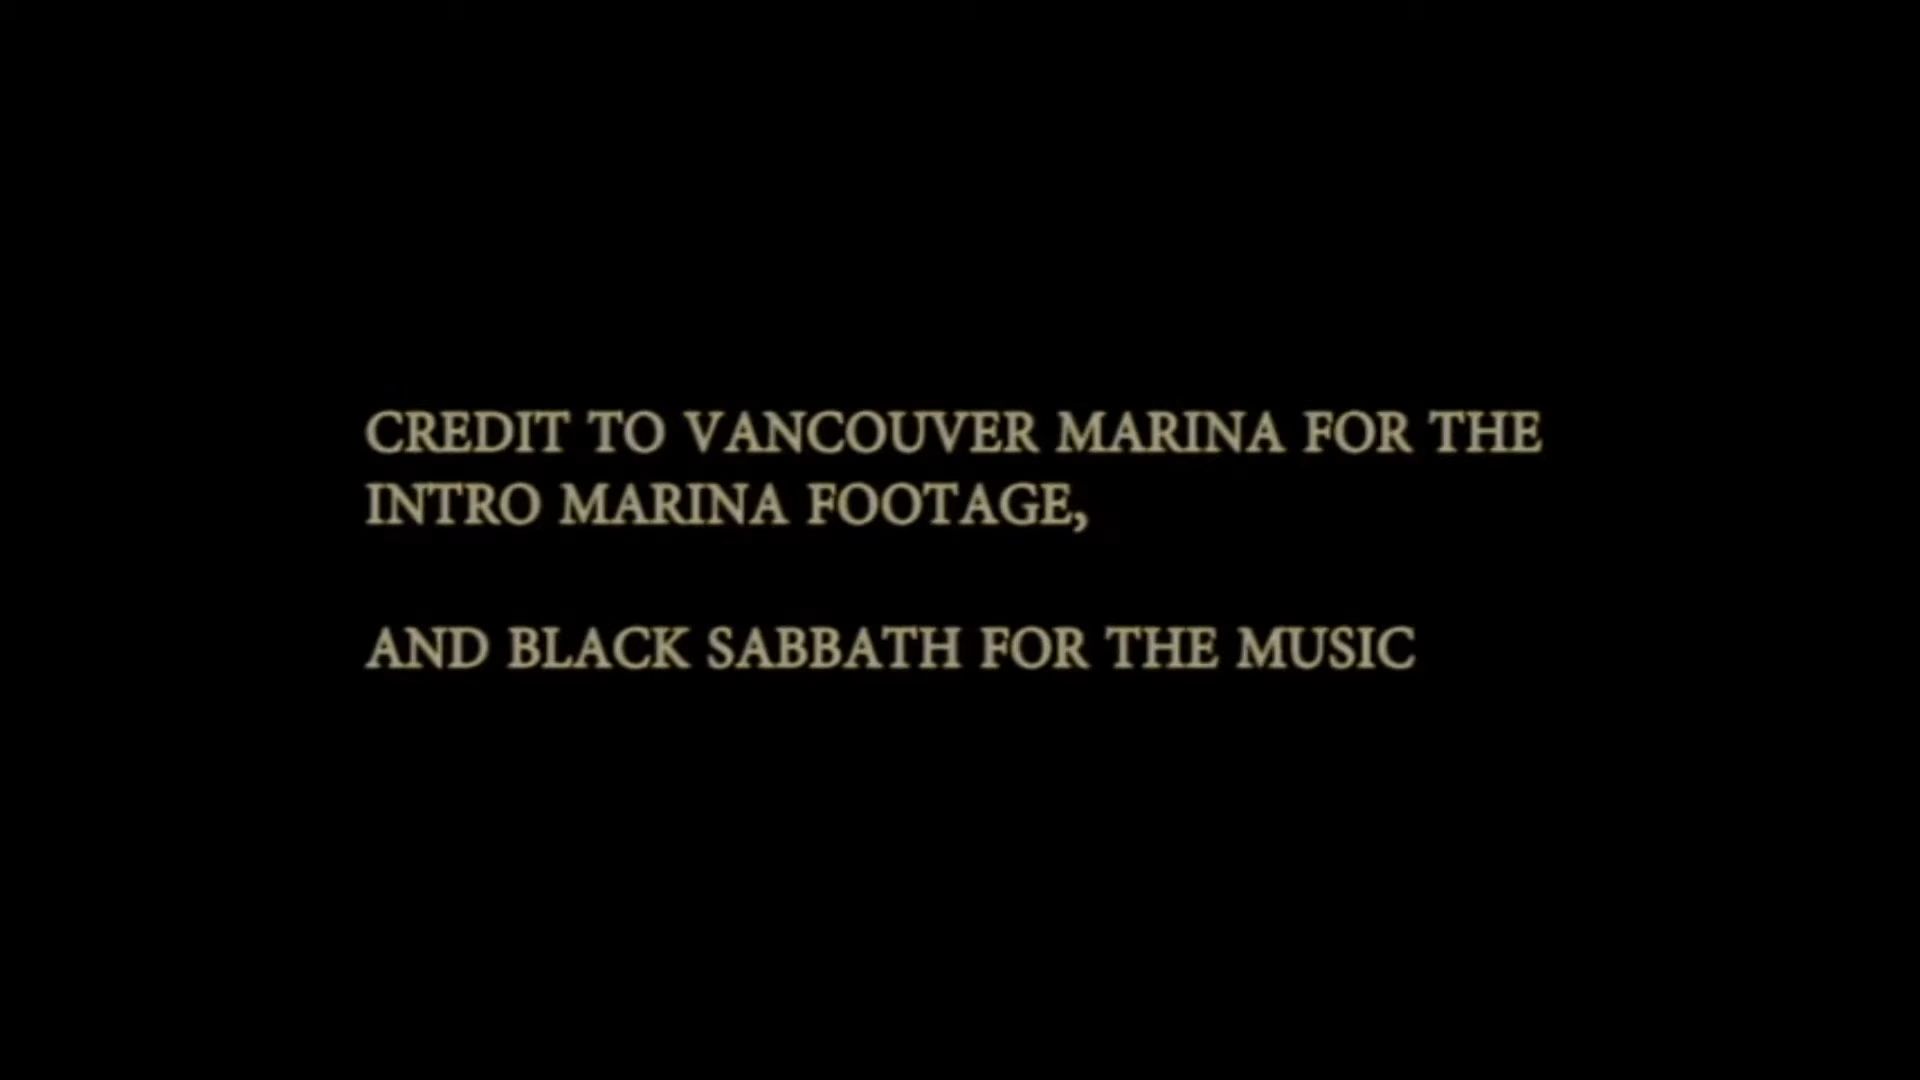 CREDIT TO VANCOUVER MARINA FOR THE
INTRO MARINA FOOTAGE,
AND BLACK SABBATH FOR THE MUSIC